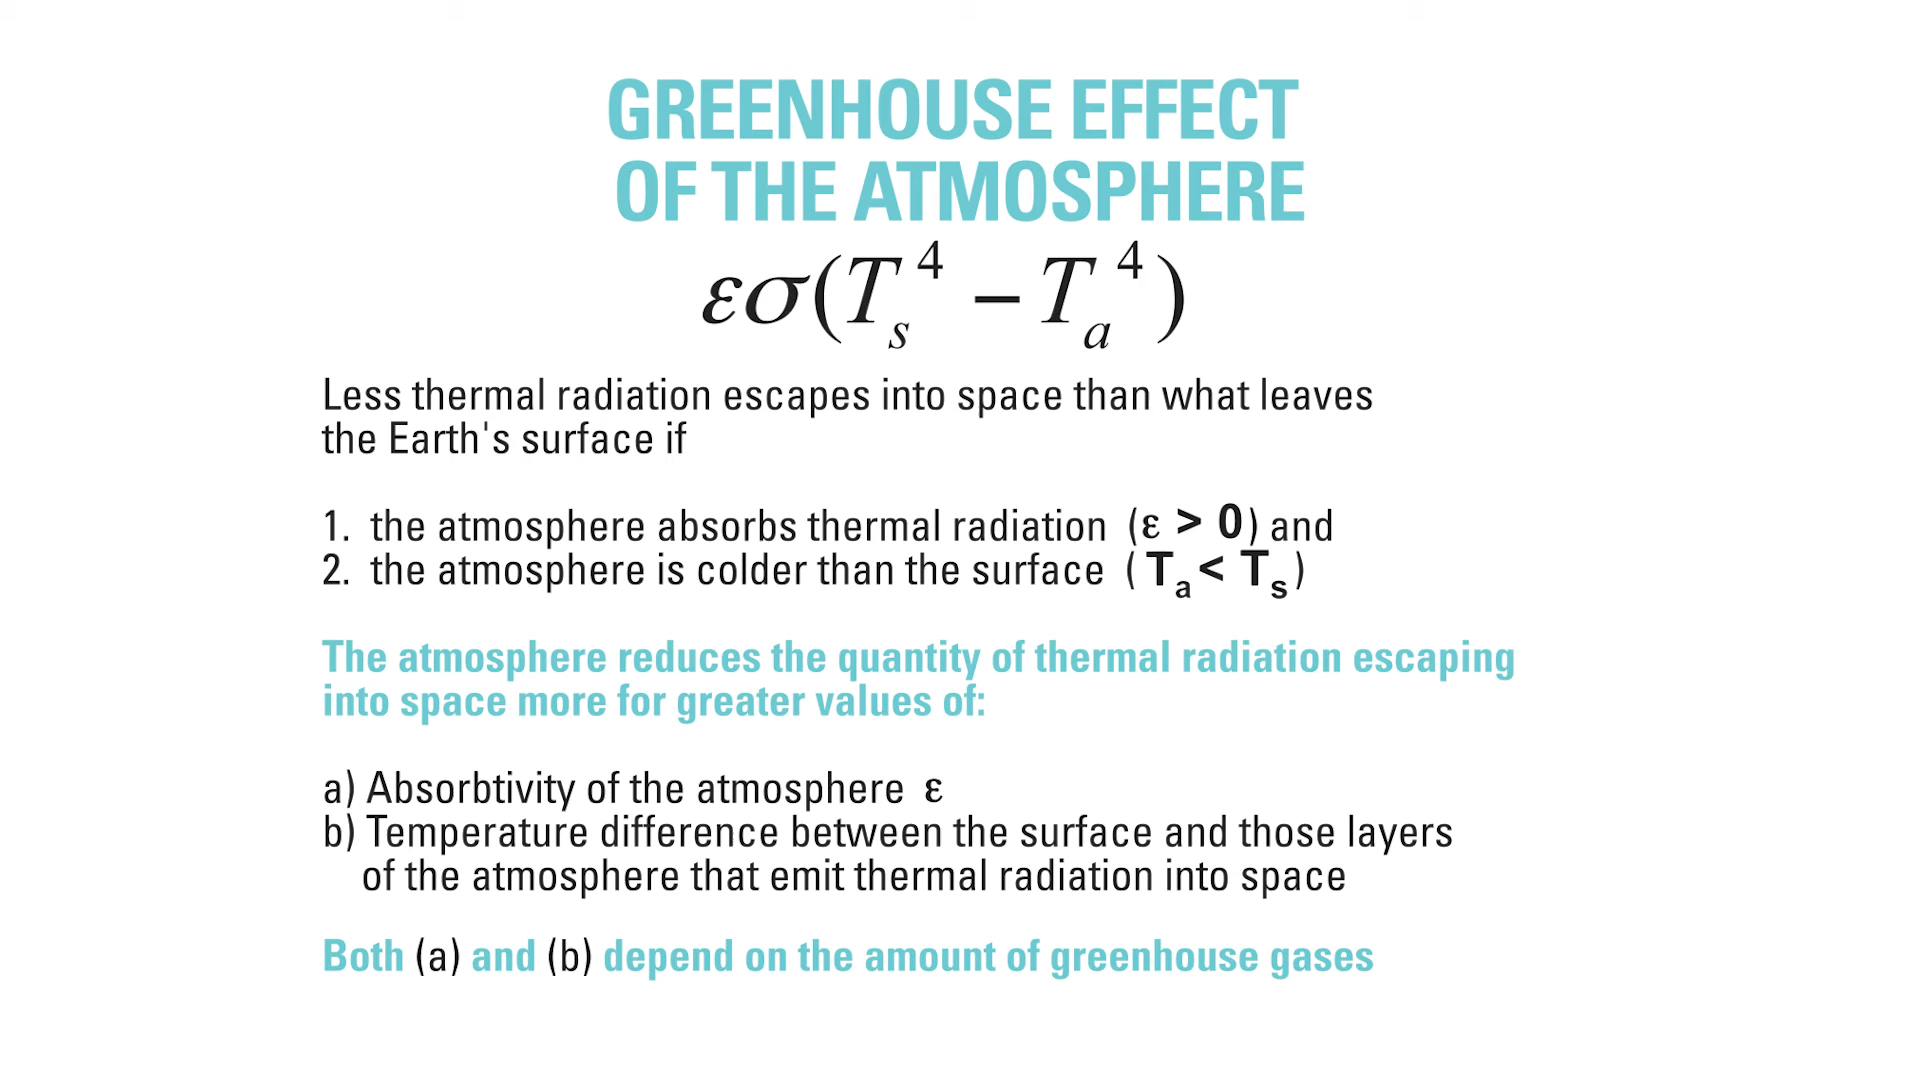 GREENHOUSE EFFECT
OF THE ATMOSPHERE
εσ(Tₛ⁴ − Tₐ⁴)
Less thermal radiation escapes into space than what leaves
the Earth's surface if
1. the atmosphere absorbs thermal radiation (ε > 0) and
2. the atmosphere is colder than the surface (Tₐ < Tₛ)
The atmosphere reduces the quantity of thermal radiation escaping
into space more for greater values of:
a) Absorbtivity of the atmosphere ε
b) Temperature difference between the surface and those layers
of the atmosphere that emit thermal radiation into space
Both (a) and (b) depend on the amount of greenhouse gases